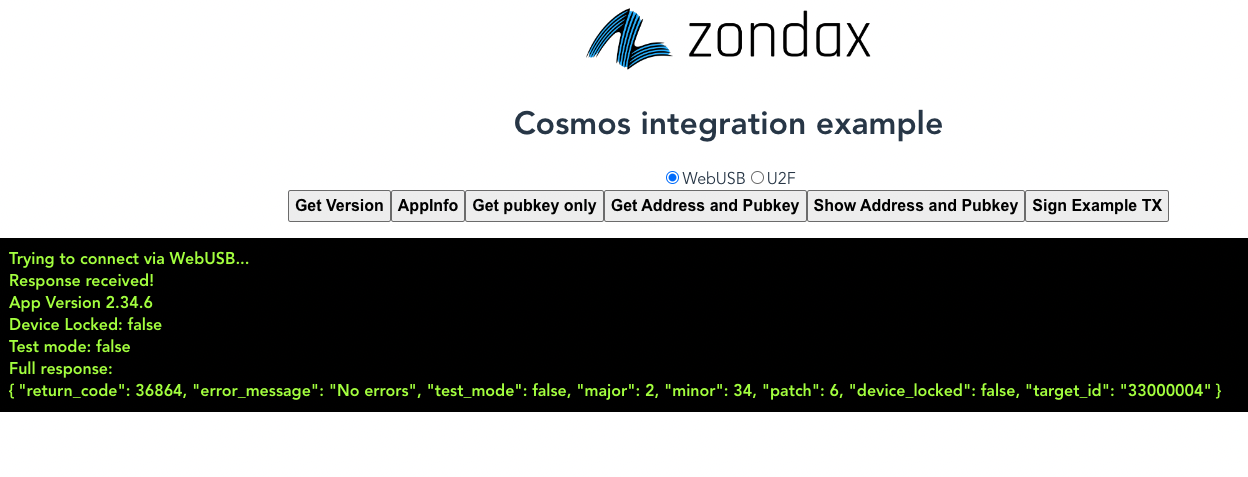 zondax
Cosmos integration example
WebUSB U2F
Get Version AppInfo Get pubkey only Get Address and Pubkey Show Address and Pubkey Sign Example TX
Trying to connect via WebUSB...
Response received!
App Version 2.34.6
Device Locked: false
Test mode: false
Full response:
{ "return_code": 36864, "error_message": "No errors", "test_mode": false, "major": 2, "minor": 34, "patch": 6, "device_locked": false, "target_id": "33000004" }